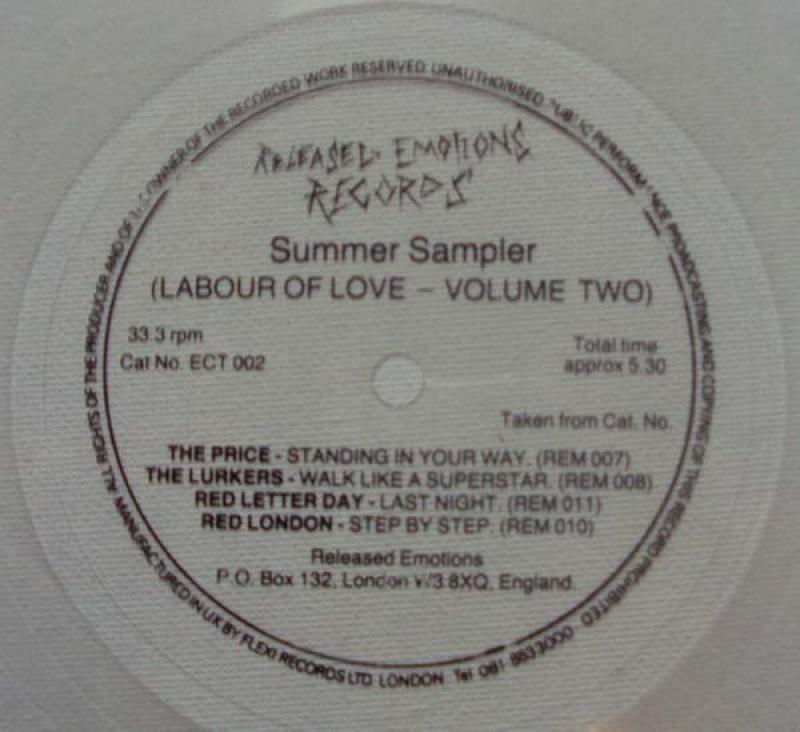 ALL RIGHTS OF THE PRODUCER AND OF OWNER OF THE RECORDED WORK RESERVED. UNAUTHORISED PUBLIC PERFORMANCE BROADCASTING AND COPYING OF THIS RECORD PROHIBITED
RELEASED EMOTIONS
RECORDS
Summer Sampler
(LABOUR OF LOVE – VOLUME TWO)
33.3 rpm
Cat No. ECT 002
Total time
approx 5.30
Taken from Cat. No.
THE PRICE - STANDING IN YOUR WAY. (REM 007)
THE LURKERS - WALK LIKE A SUPERSTAR. (REM 008)
RED LETTER DAY - LAST NIGHT. (REM 011)
RED LONDON - STEP BY STEP. (REM 010)
Released Emotions
P.O. Box 132, London W3 8XQ, England.
MANUFACTURED IN UK BY FLEXI RECORDS LTD. LONDON Tel 081